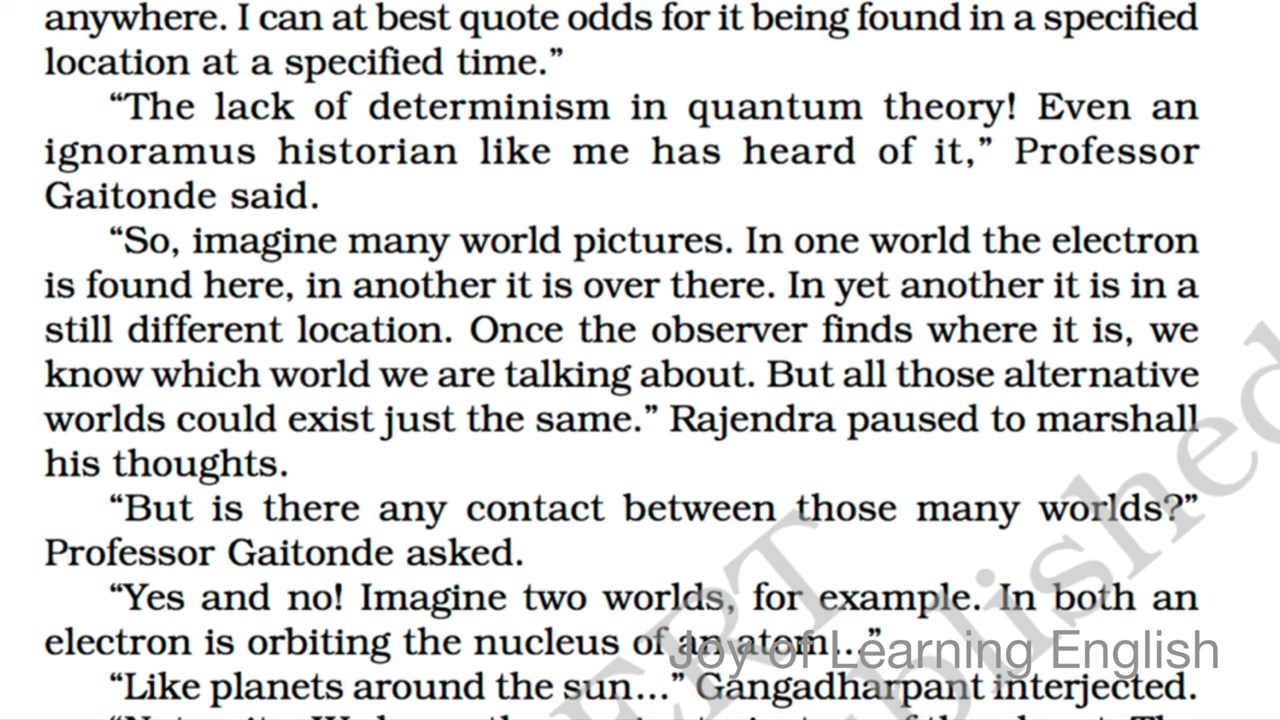 anywhere. I can at best quote odds for it being found in a specified
location at a specified time.”
“The lack of determinism in quantum theory! Even an
ignoramus historian like me has heard of it,” Professor
Gaitonde said.
“So, imagine many world pictures. In one world the electron
is found here, in another it is over there. In yet another it is in a
still different location. Once the observer finds where it is, we
know which world we are talking about. But all those alternative
worlds could exist just the same.” Rajendra paused to marshall
his thoughts.
“But is there any contact between those many worlds?”
Professor Gaitonde asked.
“Yes and no! Imagine two worlds, for example. In both an
electron is orbiting the nucleus of an atom...”
Joy of Learning English
“Like planets around the sun...” Gangadharpant interjected.